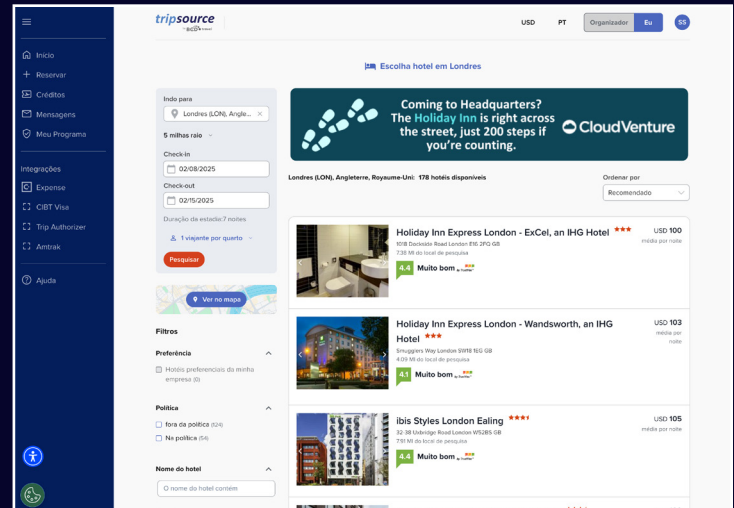 tripsource
by BCD travel
USD
PT
Organizador
Eu
SS
Início
Reservar
Créditos
Mensagens
Meu Programa
Integrações
Expense
CIBT Visa
Trip Authorizer
Amtrak
Ajuda
Escolha hotel em Londres
Indo para
Londres (LON), Angle...
5 milhas raio
Check-in
02/08/2025
Check-out
02/15/2025
Duração da estadia:7 noites
1 viajante por querto
Pesquisar
Ver no mapa
Filtros
Preferência
Hotéis preferenciais da minha
empresa (0)
Política
fora da política (124)
Na política (54)
Nome do hotel
O nome do hotel contém
Coming to Headquarters?
The Holiday Inn is right across
the street, just 200 steps if
you're counting.
CloudVenture
Londres (LON), Angleterre, Royaume-Uni: 178 hotéis disponíveis
Ordenar por
Recomendado
Holiday Inn Express London - ExCel, an IHG Hotel
1018 Dockside Road London E16 2FQ GB
7.38 MI do local de pesquisa
4.4 Muito bom
USD 100
média por noite
Holiday Inn Express London - Wandsworth, an IHG
Hotel
Smugglers Way London SW18 1EG GB
4.09 MI do local de pesquisa
4.1 Muito bom
USD 103
média por
noite
ibis Styles London Ealing
32-38 Uxbridge Road London W52BS GB
7.91 MI do local de pesquisa
4.4 Muito bom
USD 105
média por noite